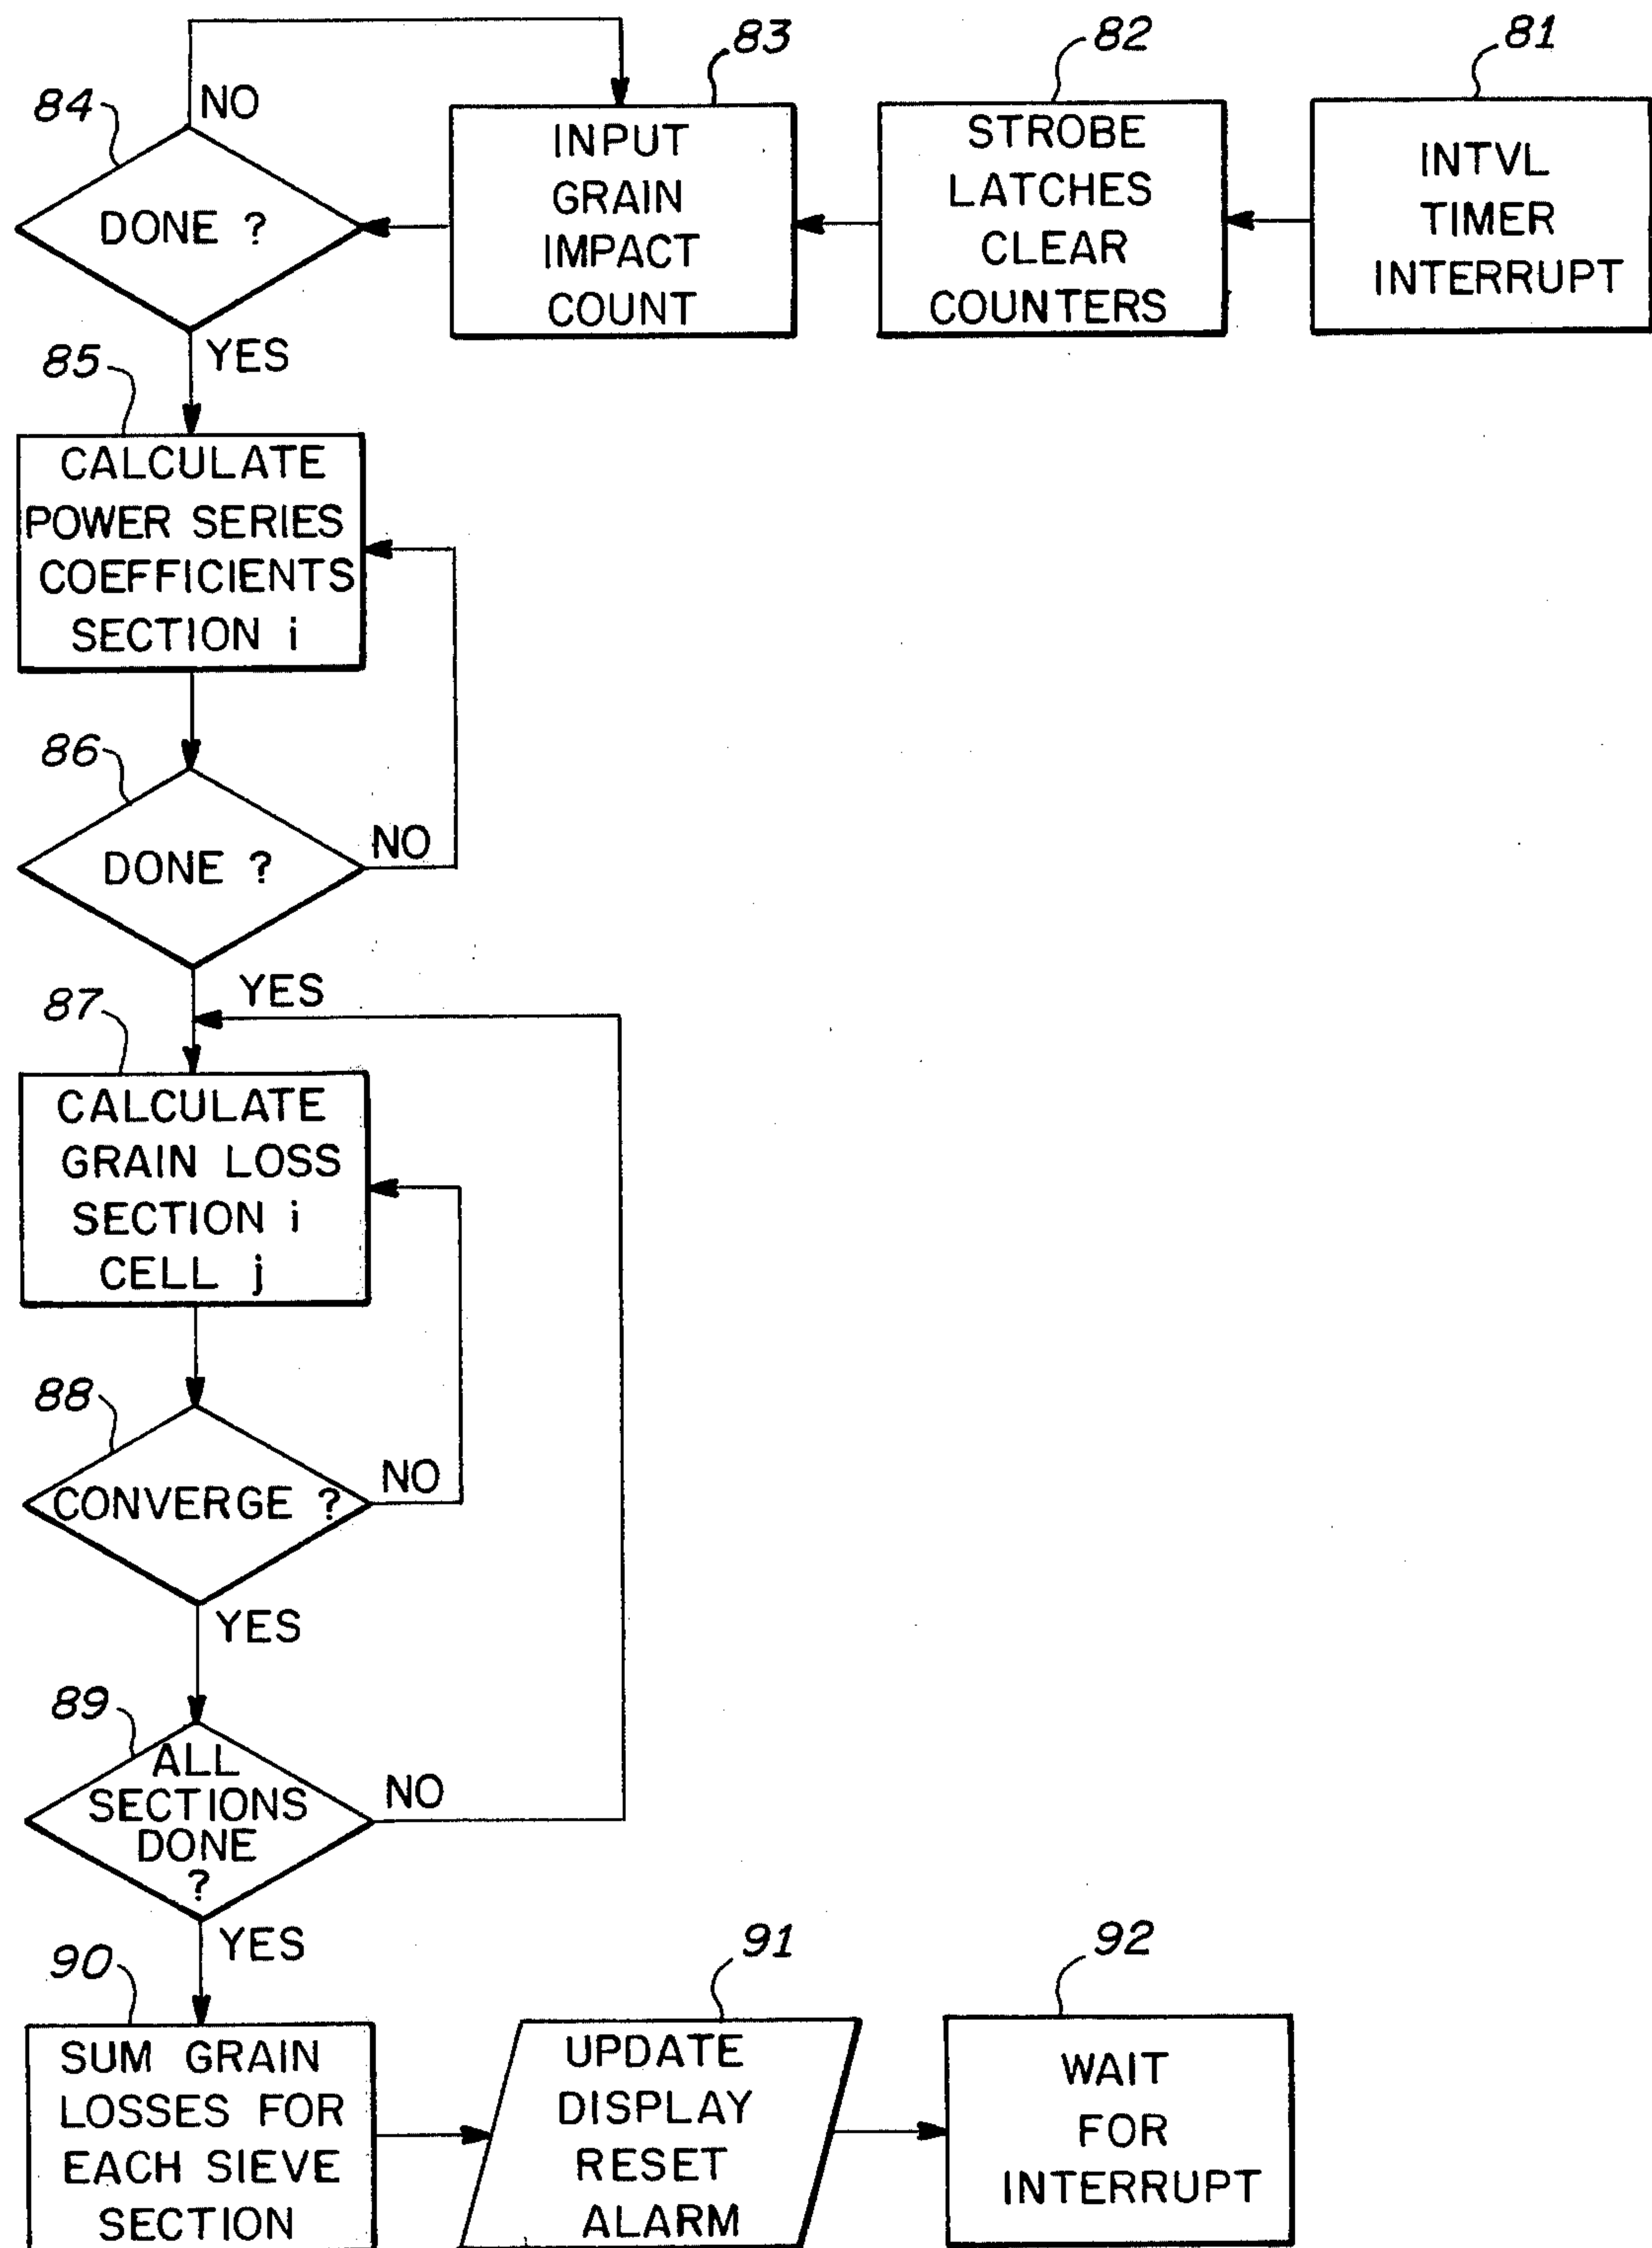 81
INTVL
TIMER
INTERRUPT
82
STROBE
LATCHES
CLEAR
COUNTERS
83
INPUT
GRAIN
IMPACT
COUNT
84
DONE ?
NO
YES
85
CALCULATE
POWER SERIES
COEFFICIENTS
SECTION i
86
DONE ?
NO
YES
87
CALCULATE
GRAIN LOSS
SECTION i
CELL j
88
CONVERGE ?
NO
YES
89
ALL
SECTIONS
DONE
?
NO
YES
90
SUM GRAIN
LOSSES FOR
EACH SIEVE
SECTION
91
UPDATE
DISPLAY
RESET
ALARM
92
WAIT
FOR
INTERRUPT